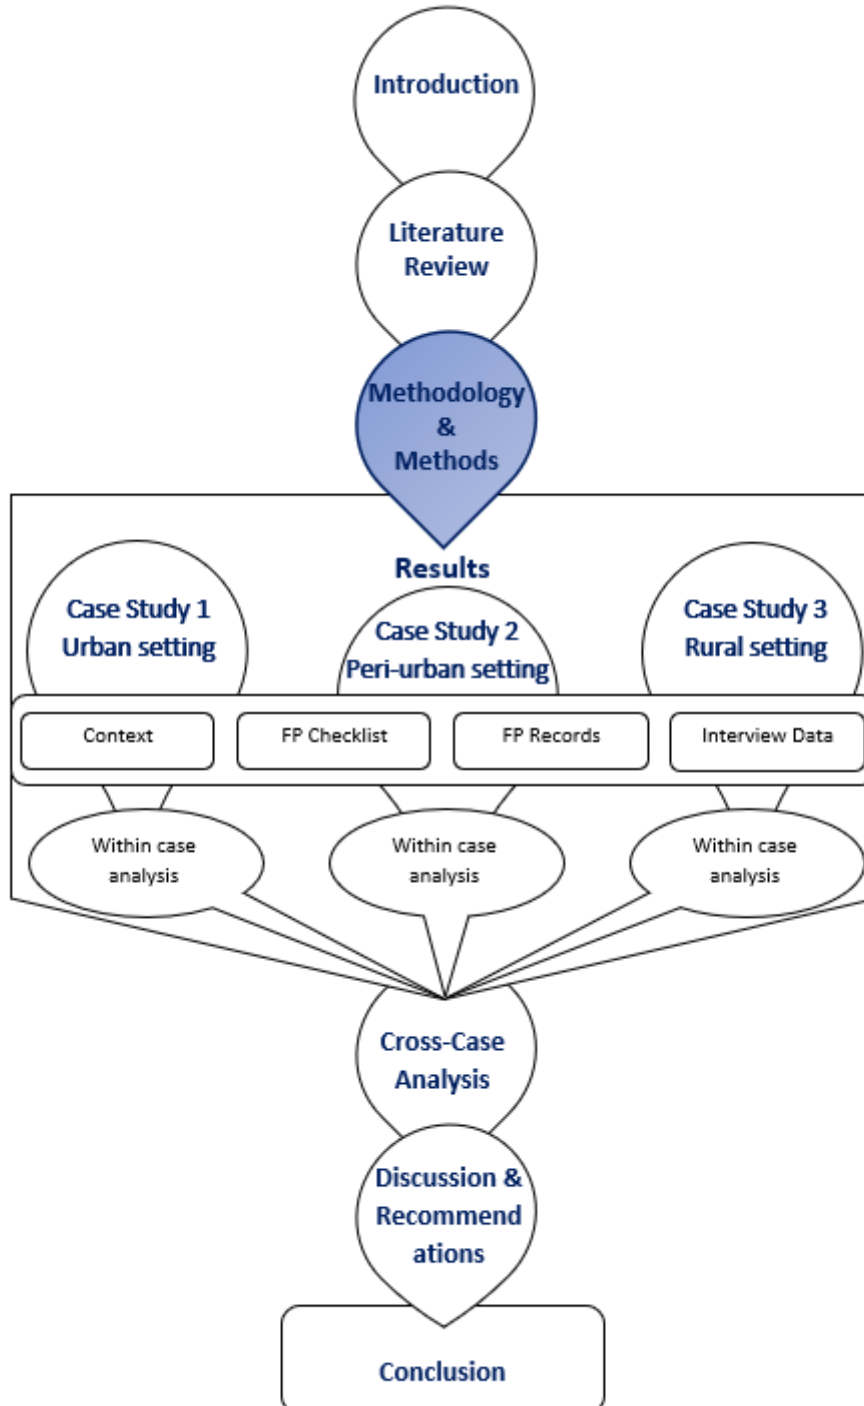 Introduction
Literature
Review
Methodology
&
Methods
Results
Case Study 1
Urban setting
Case Study 2
Peri-urban setting
Case Study 3
Rural setting
Context
FP Checklist
FP Records
Interview Data
Within case
analysis
Within case
analysis
Within case
analysis
Cross-Case
Analysis
Discussion &
Recommend
ations
Conclusion